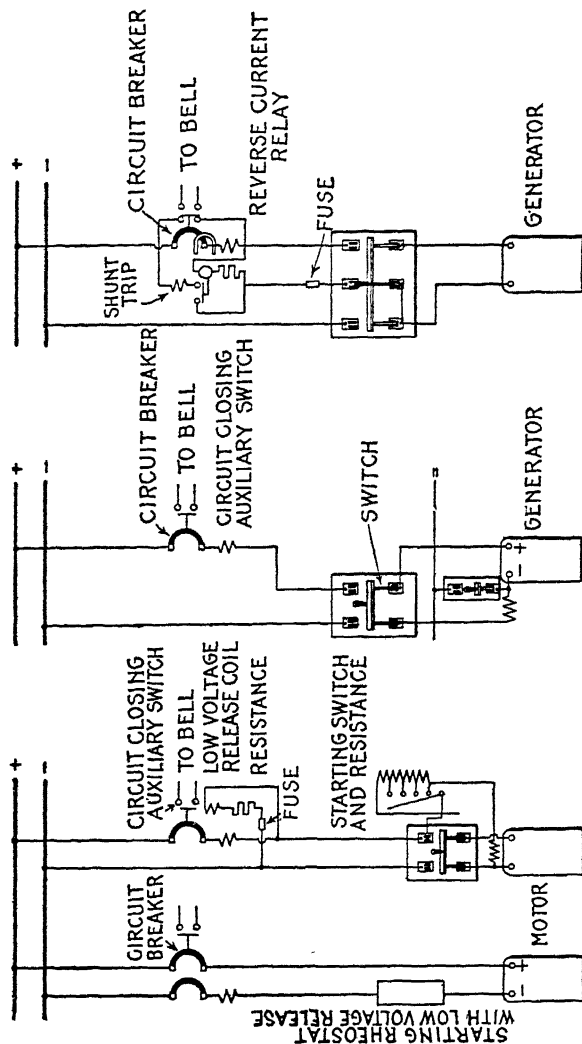 +
-
CIRCUIT
BREAKER
STARTING RHEOSTAT
WITH LOW VOLTAGE RELEASE
- +
MOTOR
CIRCUIT CLOSING
AUXILIARY SWITCH
TO BELL
LOW VOLTAGE
RELEASE COIL
RESISTANCE
FUSE
STARTING SWITCH
AND RESISTANCE
+
-
CIRCUIT BREAKER
TO BELL
CIRCUIT CLOSING
AUXILIARY SWITCH
SWITCH
- +
GENERATOR
+
-
CIRCUIT BREAKER
TO BELL
REVERSE CURRENT
RELAY
SHUNT
TRIP
FUSE
GENERATOR